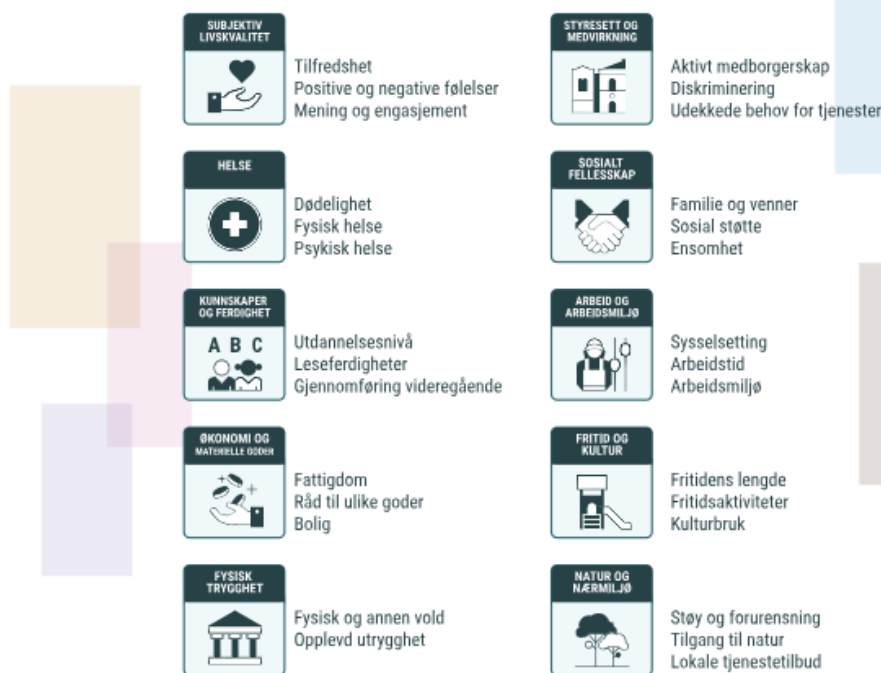 SUBJEKTIV
LIVSKVALITET
Tilfredshet
Positive og negative følelser
Mening og engasjement
HELSE
Dødelighet
Fysisk helse
Psykisk helse
KUNNSKAPER
OG FERDIGHET
A B C
Utdannelsesnivå
Leseferdigheter
Gjennomføring videregående
ØKONOMI OG
MATERIELLE GODER
Fattigdom
Råd til ulike goder
Bolig
FYSISK
TRYGGHET
Fysisk og annen vold
Opplevd utrygghet
STYRESETT OG
MEDVIRKNING
Aktivt medborgerskap
Diskriminering
Udekkede behov for tjenester
SOSIALT
FELLESSKAP
Familie og venner
Sosial støtte
Ensomhet
ARBEID OG
ARBEIDSMILJØ
Sysselsetting
Arbeidstid
Arbeidsmiljø
FRITID OG
KULTUR
Fritidens lengde
Fritidsaktiviteter
Kulturbruk
NATUR OG
NÆRMILJØ
Støy og forurensning
Tilgang til natur
Lokale tjenestetilbud